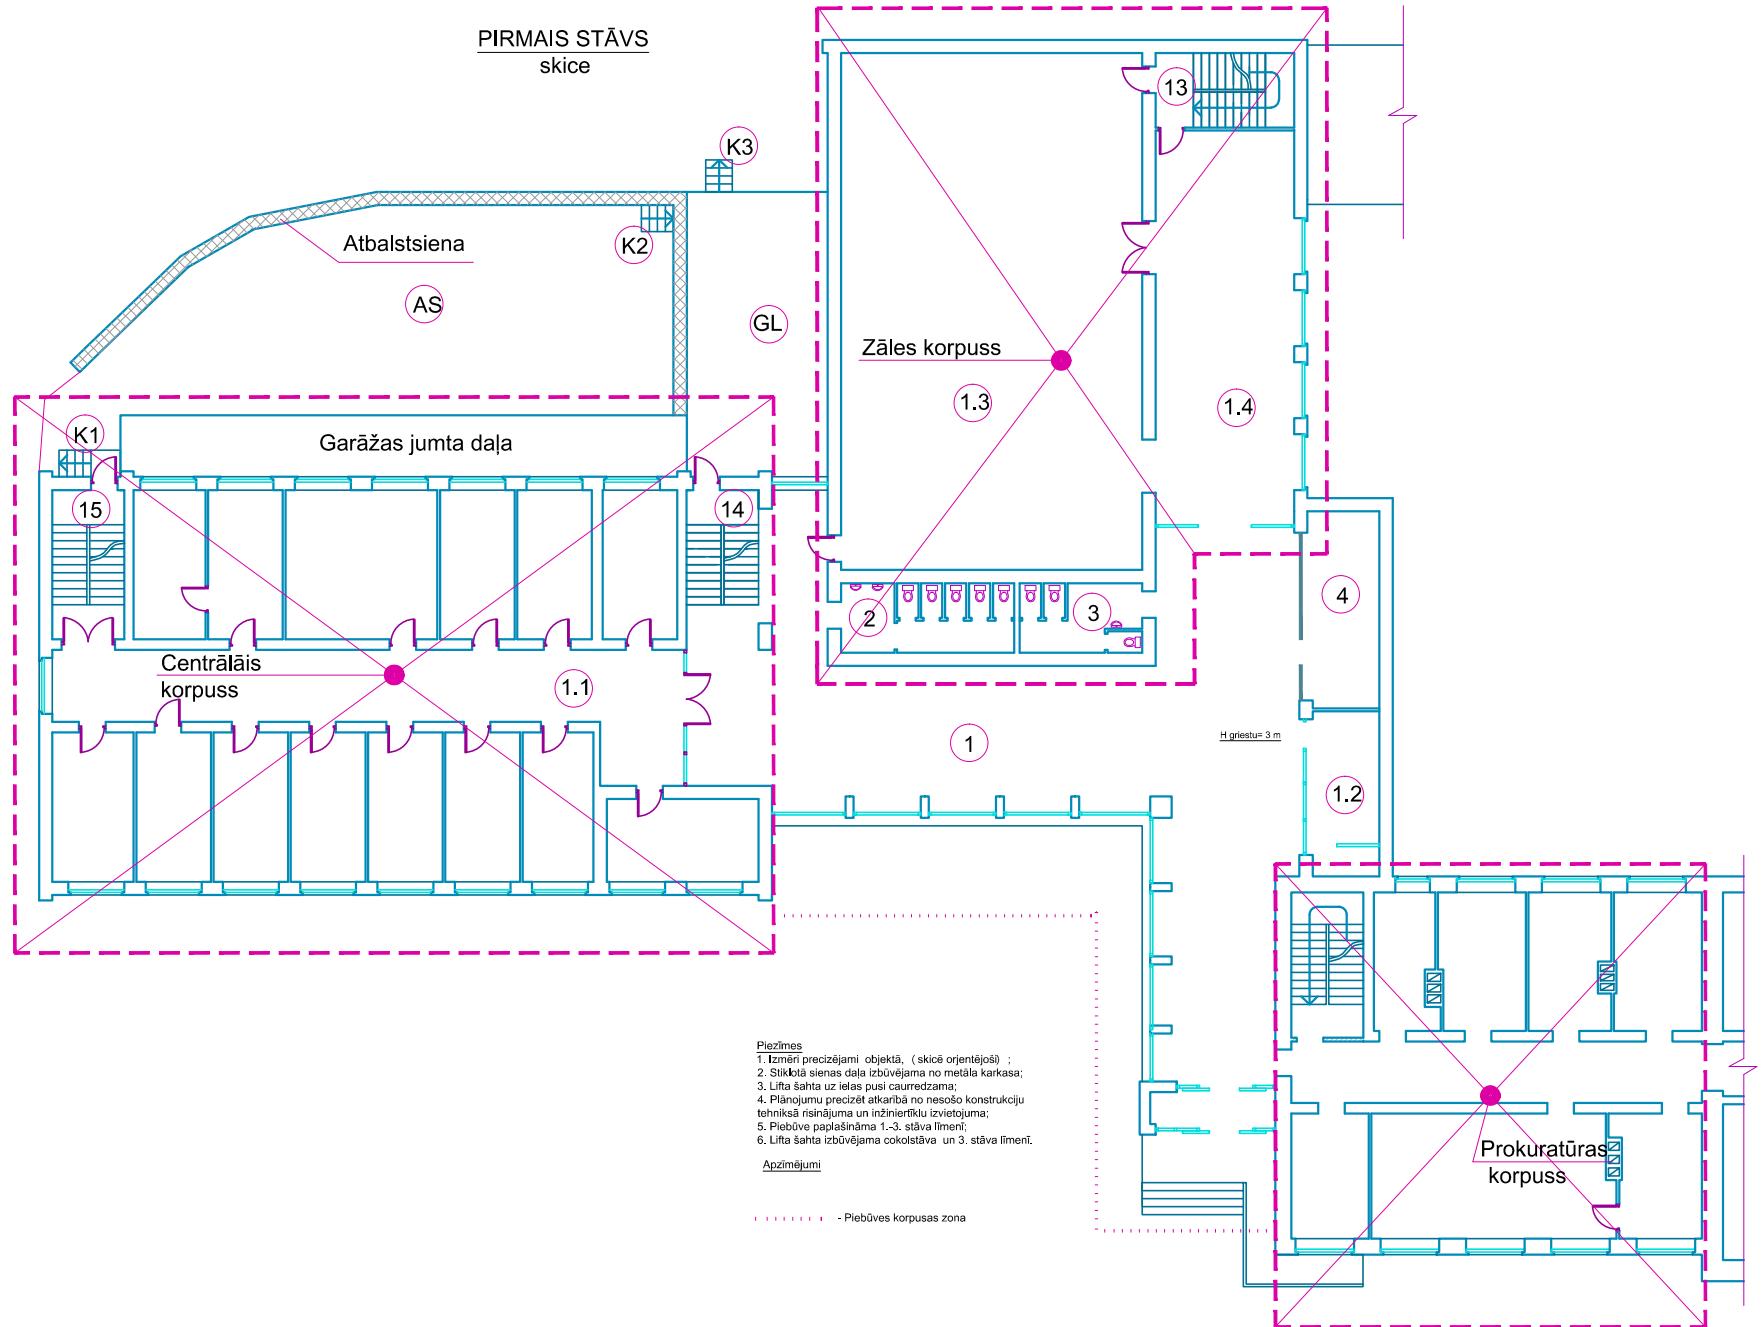 PIRMAIS STĀVS
skice
13
K3
K2
Atbalstsiena
AS
GL
Zāles korpuss
1.3
1.4
K1
Garāžas jumta daļa
15
14
4
2
3
Centrālāis
korpuss
1.1
1
H griestu= 3 m
1.2
Piezīmes
1. Izmēri precizējami objektā, ( skicē orjentējoši) ;
2. Stiklotā sienas daļa izbūvējama no metāla karkasa;
3. Lifta šahta uz ielas pusi caurredzama;
4. Plānojumu precizēt atkarībā no nesošo konstrukciju
tehniksā risinājuma un inžiniertīklu izvietojuma;
5. Piebūve paplašināma 1.-3. stāva līmenī;
6. Lifta šahta izbūvējama cokolstāva un 3. stāva līmenī.
Apzīmējumi
- Piebūves korpusas zona
Prokuratūras
korpuss